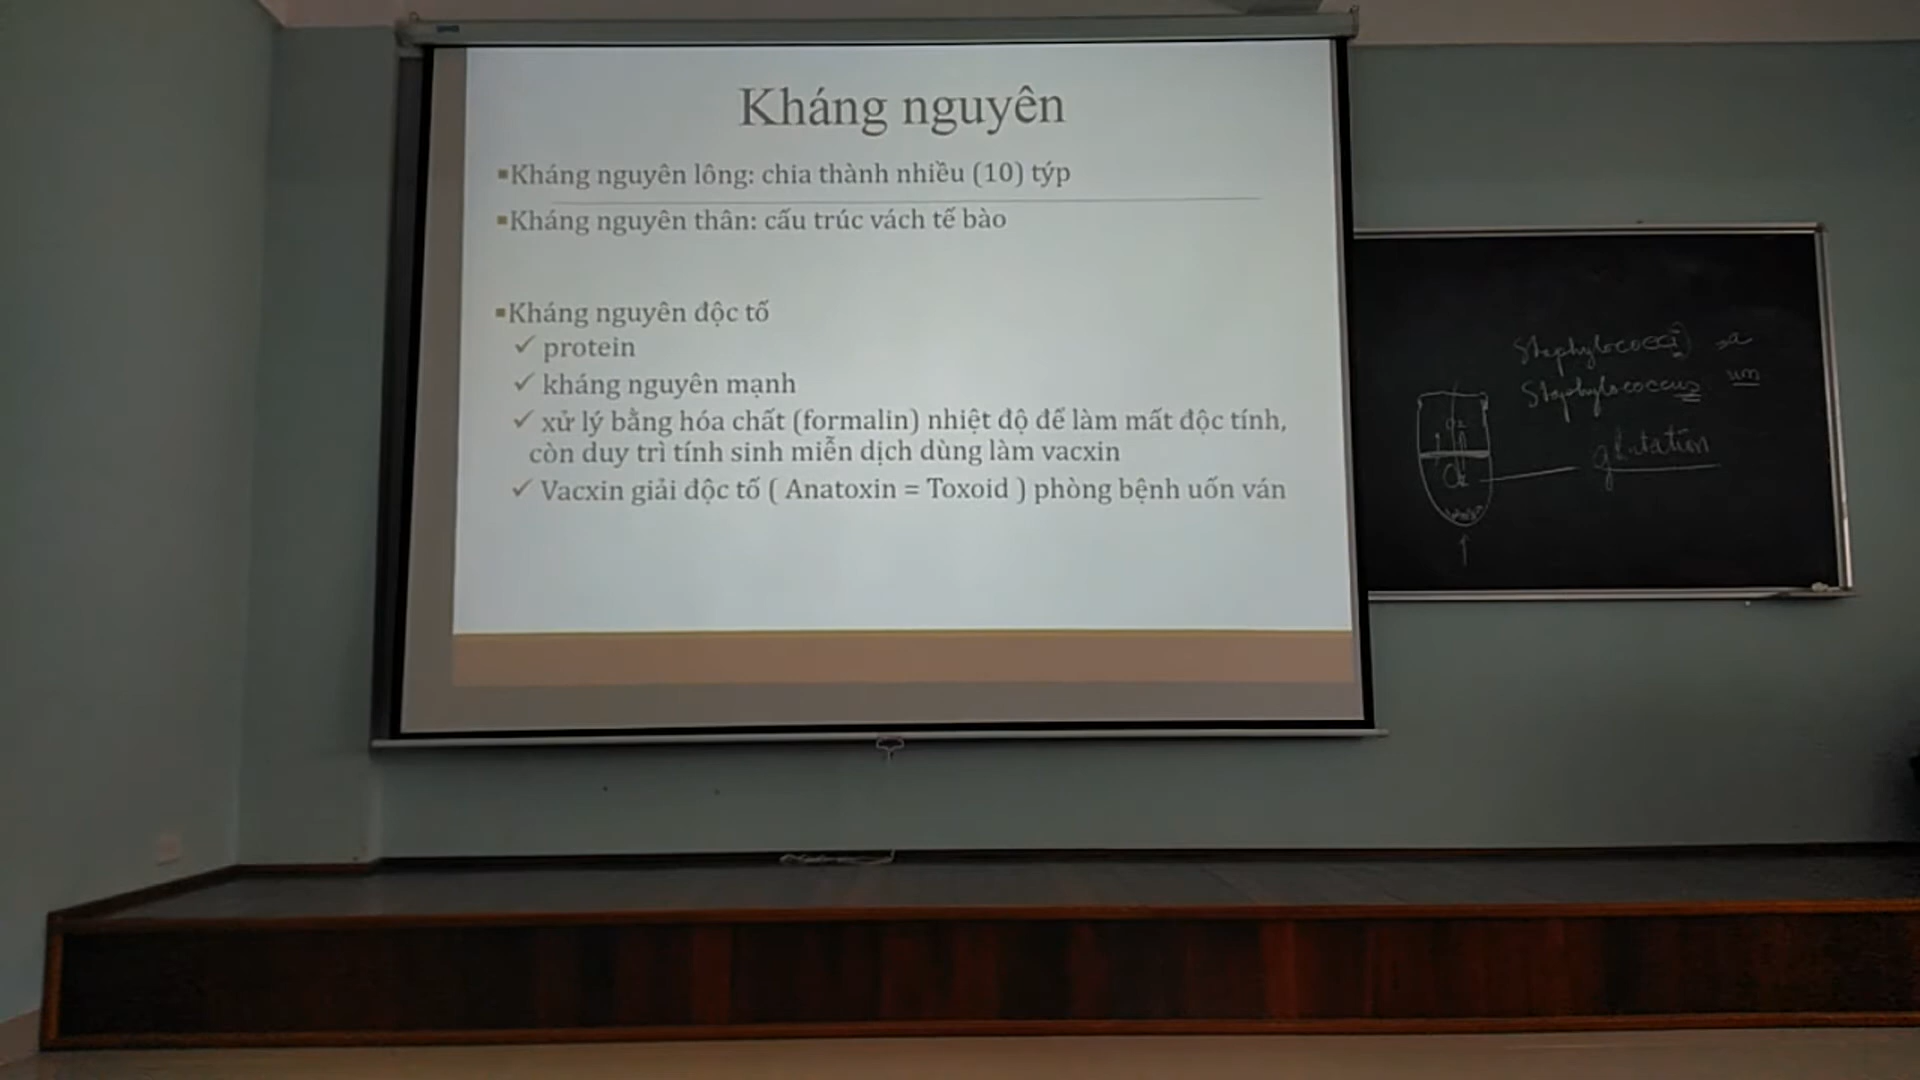 Kháng nguyên
▪Kháng nguyên lông: chia thành nhiều (10) týp
▪Kháng nguyên thân: cấu trúc vách tế bào
▪Kháng nguyên độc tố
✓ protein
✓ kháng nguyên mạnh
✓ xử lý bằng hóa chất (formalin) nhiệt độ để làm mất độc tính,
còn duy trì tính sinh miễn dịch dùng làm vacxin
✓ Vacxin giải độc tố ( Anatoxin = Toxoid ) phòng bệnh uốn ván
Staphylococci
Staphylococcus um
glutation